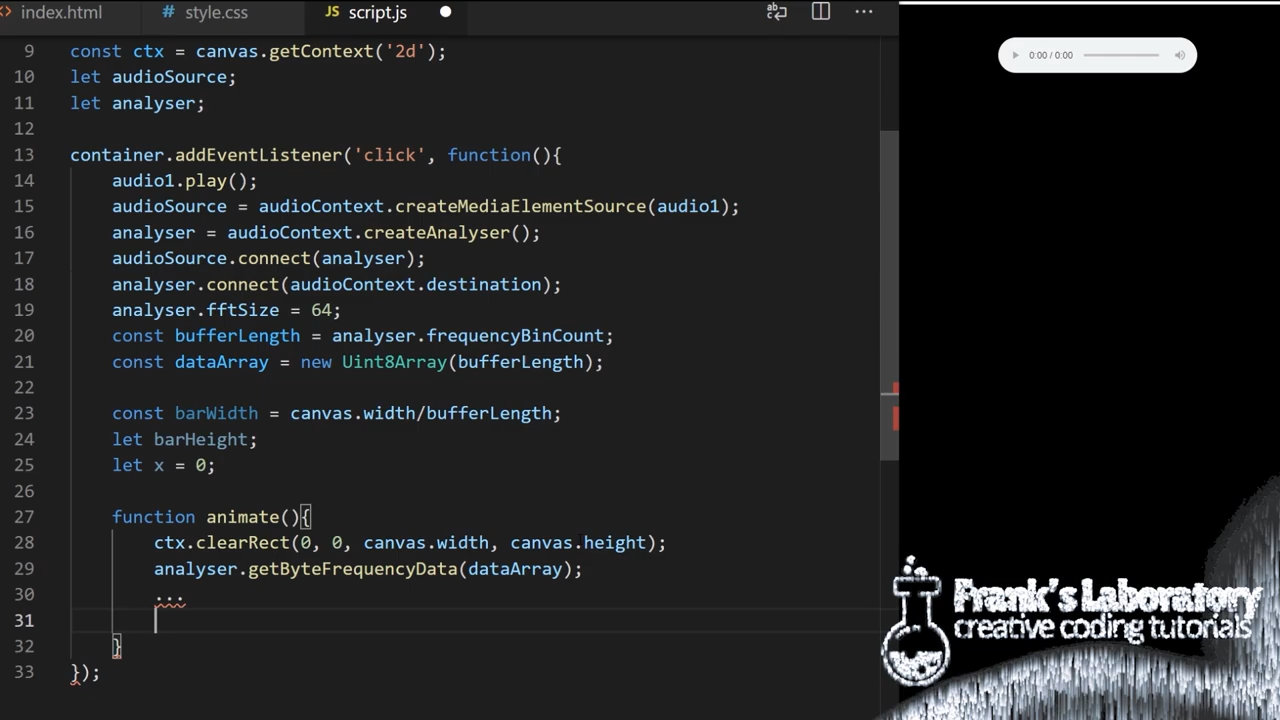 index.html
# style.css
JS script.js
9 const ctx = canvas.getContext('2d');
10 let audioSource;
11 let analyser;
12
13 container.addEventListener('click', function(){
14 audio1.play();
15 audioSource = audioContext.createMediaElementSource(audio1);
16 analyser = audioContext.createAnalyser();
17 audioSource.connect(analyser);
18 analyser.connect(audioContext.destination);
19 analyser.fftSize = 64;
20 const bufferLength = analyser.frequencyBinCount;
21 const dataArray = new Uint8Array(bufferLength);
22
23 const barWidth = canvas.width/bufferLength;
24 let barHeight;
25 let x = 0;
26
27 function animate(){
28 ctx.clearRect(0, 0, canvas.width, canvas.height);
29 analyser.getByteFrequencyData(dataArray);
30 ...
31
32 }
33 });
0:00 / 0:00
Frank's Laboratory
creative coding tutorials